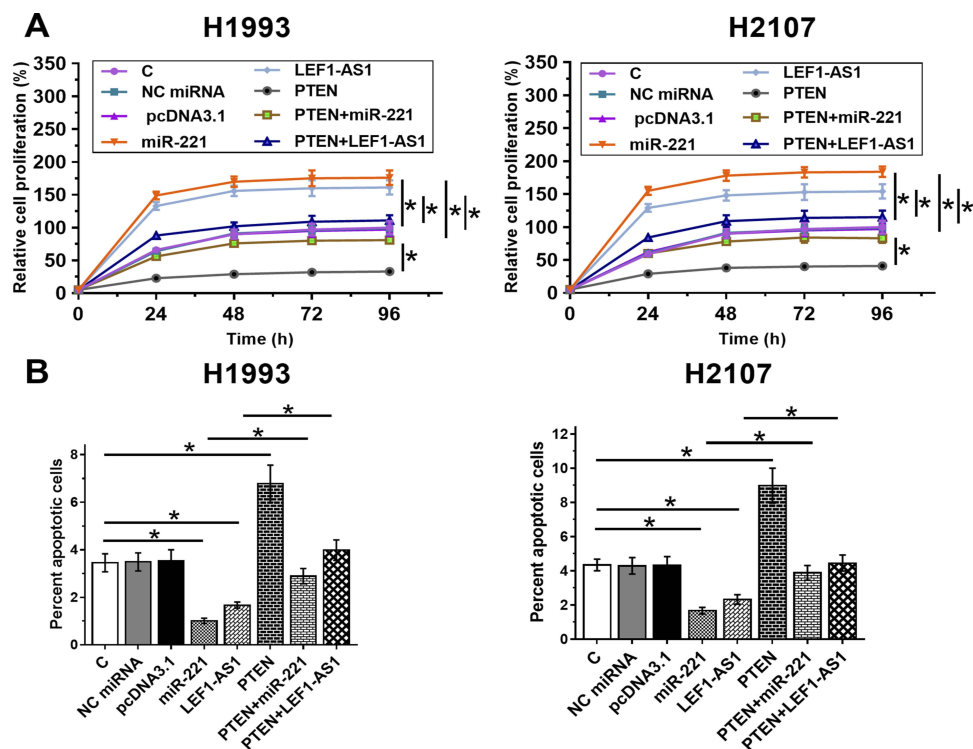 A
H1993
H2107
Relative cell proliferation (%)
350
300
250
200
150
100
50
0
C
NC miRNA
pcDNA3.1
miR-221
LEF1-AS1
PTEN
PTEN+miR-221
PTEN+LEF1-AS1
* * * *
*
0 24 48 72 96
Time (h)
Relative cell proliferation (%)
350
300
250
200
150
100
50
0
C
NC miRNA
pcDNA3.1
miR-221
LEF1-AS1
PTEN
PTEN+miR-221
PTEN+LEF1-AS1
* * * *
*
0 24 48 72 96
Time (h)
B
H1993
H2107
Percent apoptotic cells
8
6
4
2
0
*
*
*
*
*
C
NC miRNA
pcDNA3.1
miR-221
LEF1-AS1
PTEN
PTEN+miR-221
PTEN+LEF1-AS1
Percent apoptotic cells
12
10
8
6
4
2
0
*
*
*
*
*
C
NC miRNA
pcDNA3.1
miR-221
LEF1-AS1
PTEN
PTEN+miR-221
PTEN+LEF1-AS1